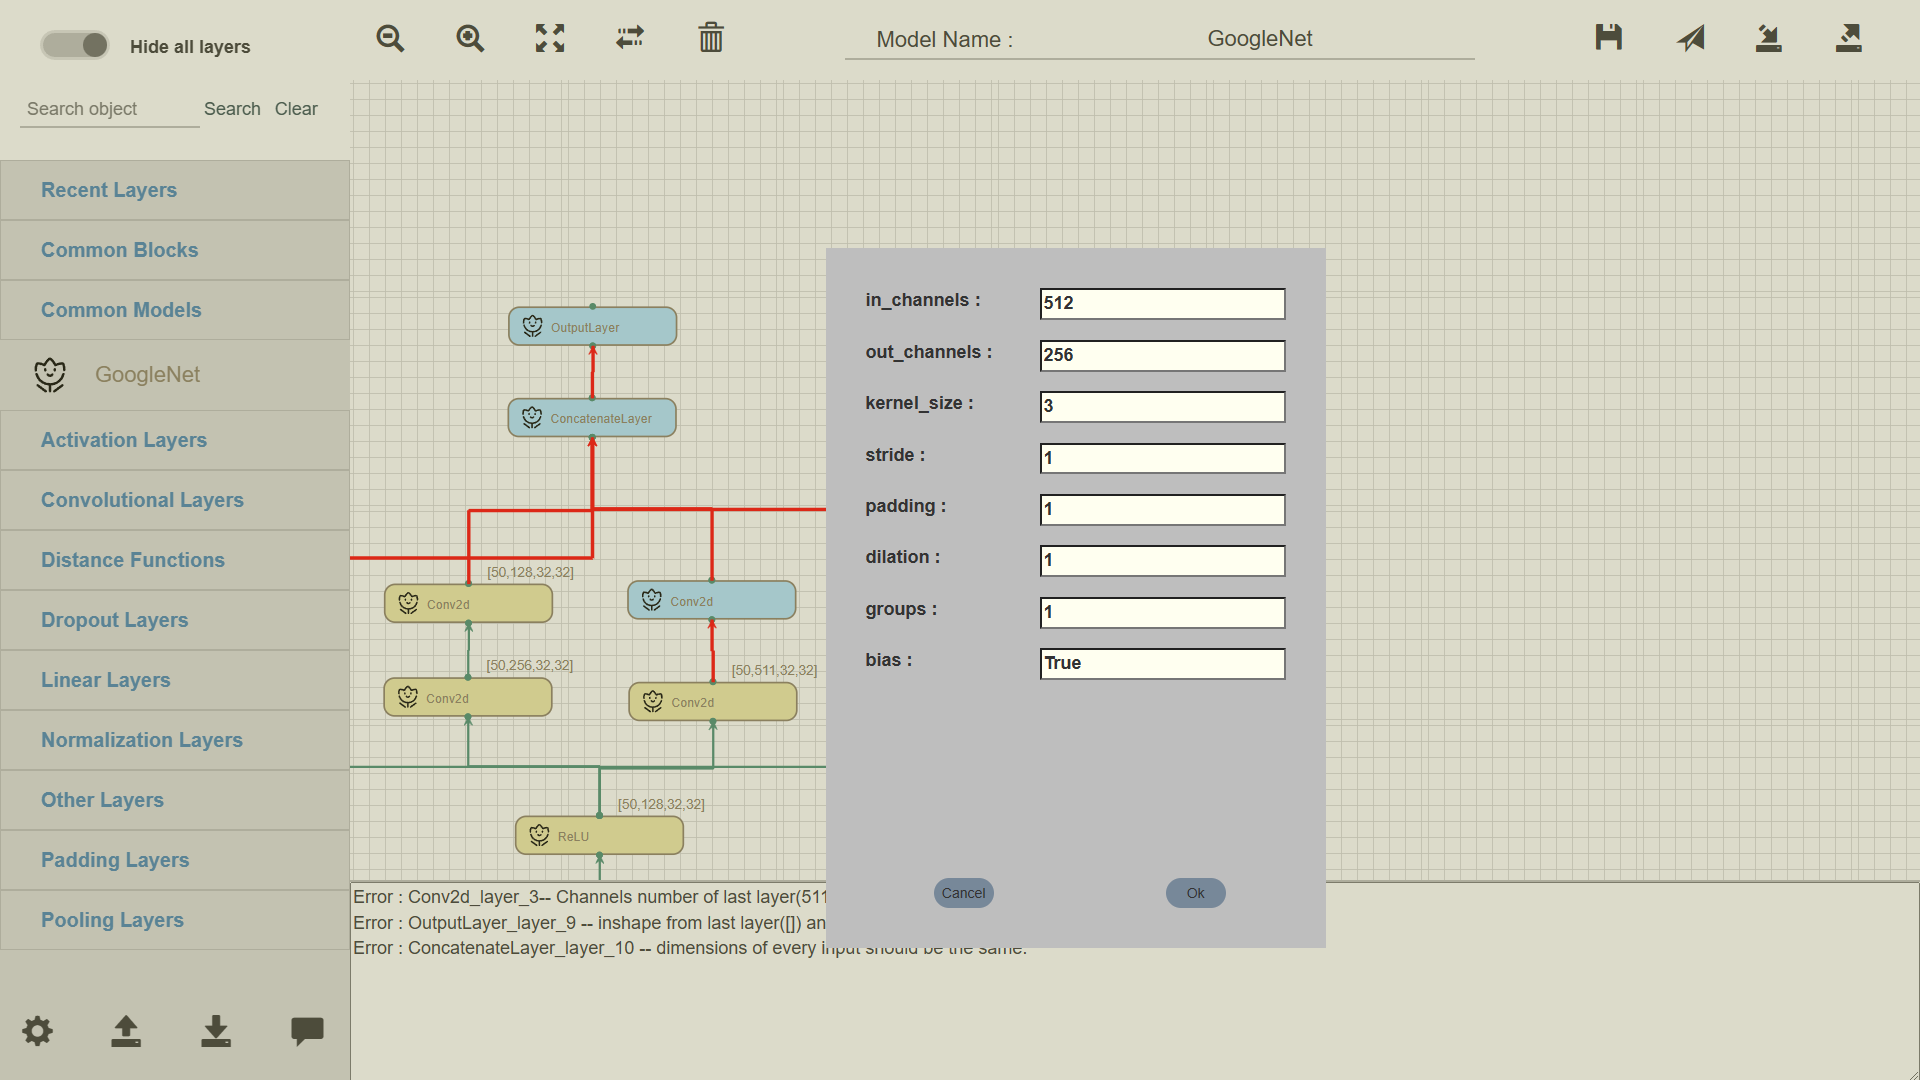 Hide all layers
Model Name :
GoogleNet
Search object
Search
Clear
Recent Layers
Common Blocks
Common Models
GoogleNet
Activation Layers
Convolutional Layers
Distance Functions
Dropout Layers
Linear Layers
Normalization Layers
Other Layers
Padding Layers
Pooling Layers
OutputLayer
ConcatenateLayer
[50,128,32,32]
Conv2d
Conv2d
[50,256,32,32]
[50,511,32,32]
Conv2d
Conv2d
[50,128,32,32]
ReLU
in_channels :
512
out_channels :
256
kernel_size :
3
stride :
1
padding :
1
dilation :
1
groups :
1
bias :
True
Cancel
Ok
Error : Conv2d_layer_3-- Channels number of last layer(511
Error : OutputLayer_layer_9 -- inshape from last layer([]) an
Error : ConcatenateLayer_layer_10 -- dimensions of every input should be the same.